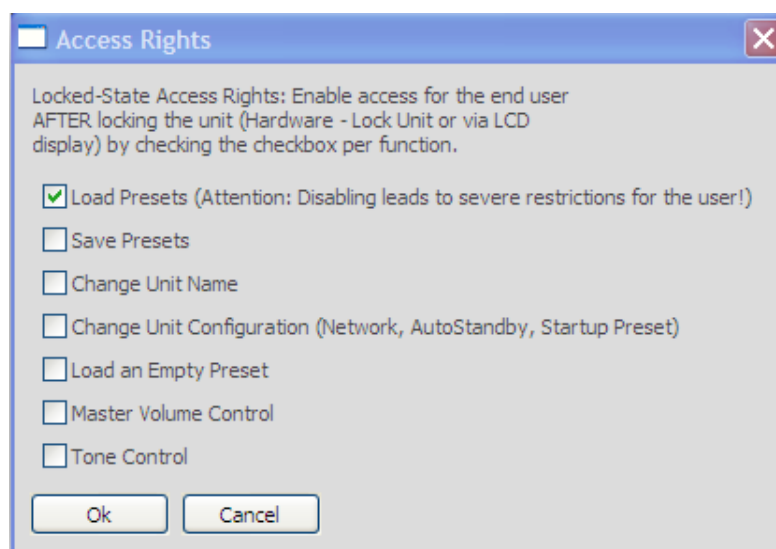 Access Rights
Locked-State Access Rights: Enable access for the end user
AFTER locking the unit (Hardware - Lock Unit or via LCD
display) by checking the checkbox per function.
Load Presets (Attention: Disabling leads to severe restrictions for the user!)
Save Presets
Change Unit Name
Change Unit Configuration (Network, AutoStandby, Startup Preset)
Load an Empty Preset
Master Volume Control
Tone Control
Ok Cancel